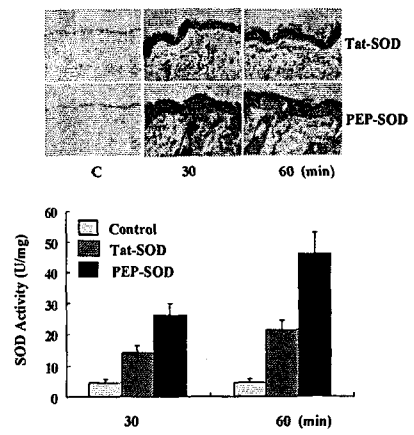 Tat-SOD
PEP-SOD
C 30 60 (min)
60
50
40
30
20
10
0
SOD Activity (U/mg)
Control
Tat-SOD
PEP-SOD
30 60 (min)